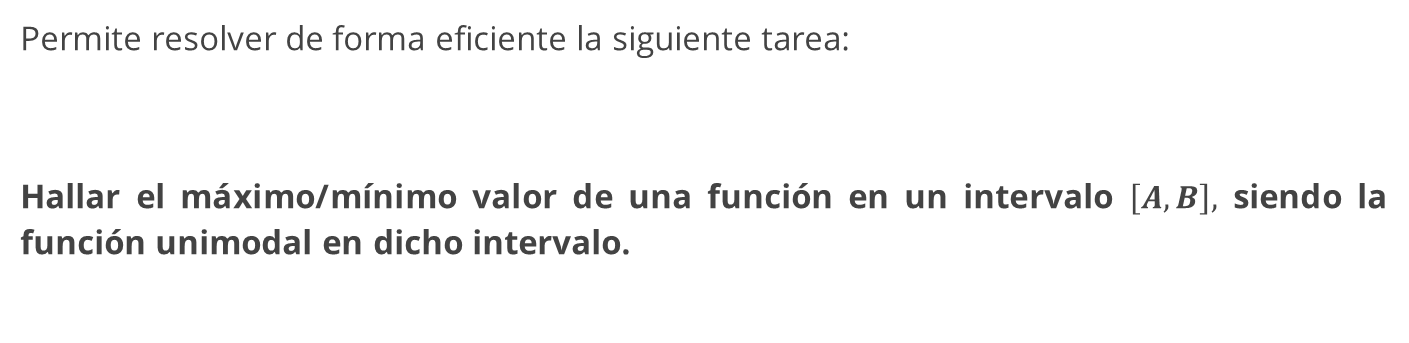 Permite resolver de forma eficiente la siguiente tarea:
Hallar el máximo/mínimo valor de una función en un intervalo [A, B], siendo la
función unimodal en dicho intervalo.